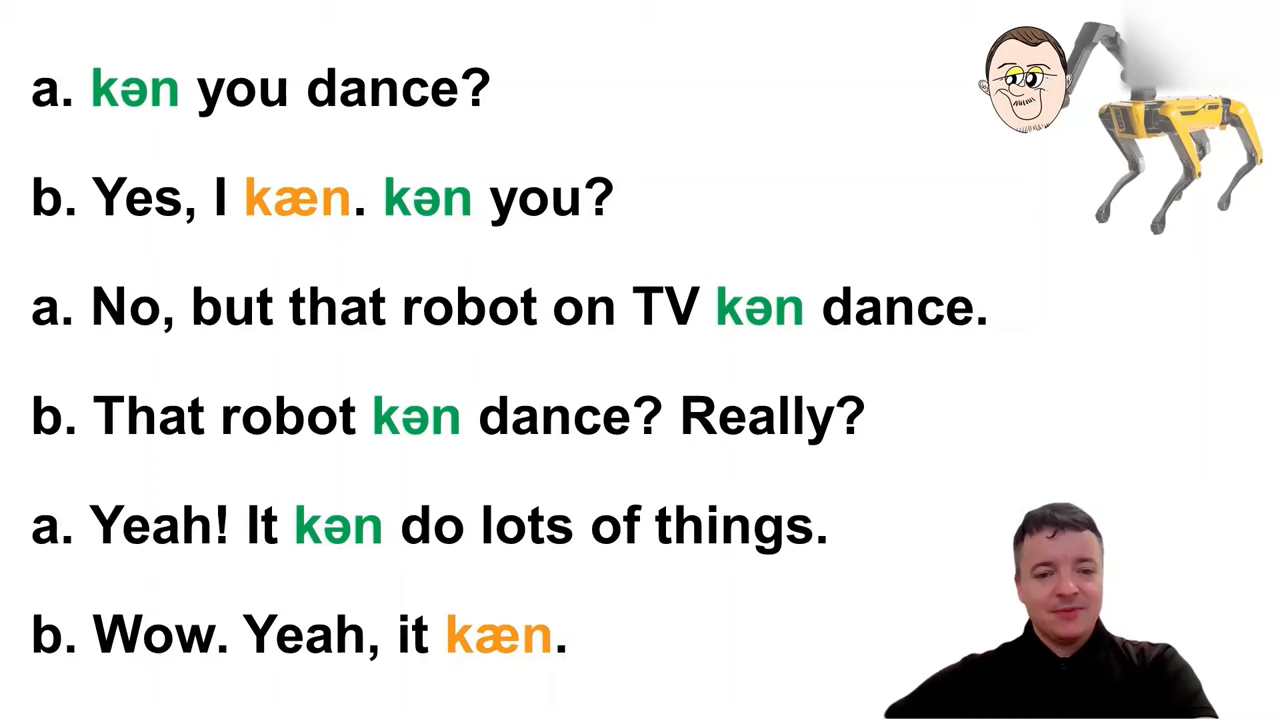 a. kən you dance?
b. Yes, I kæn. kən you?
a. No, but that robot on TV kən dance.
b. That robot kən dance? Really?
a. Yeah! It kən do lots of things.
b. Wow. Yeah, it kæn.